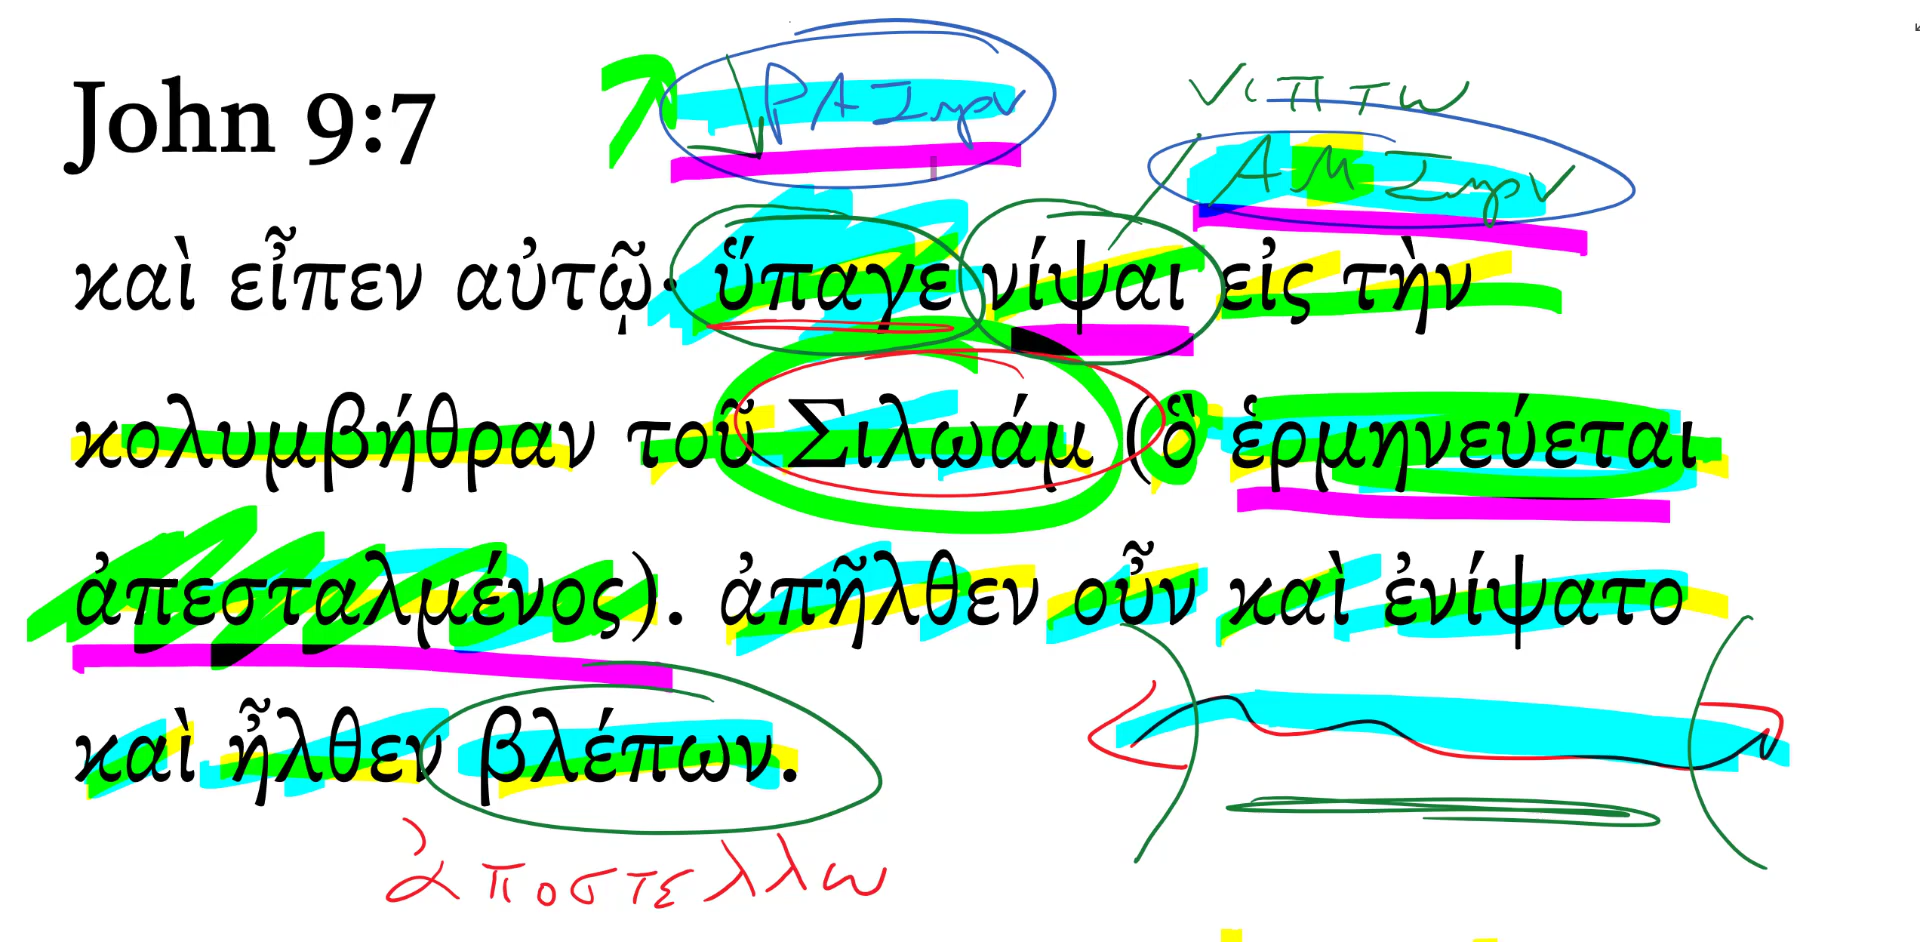 John 9:7
PA Impv
νιπτω
AM Impv
καὶ εἶπεν αὐτῷ· ὕπαγε νίψαι εἰς τὴν
κολυμβήθραν τοῦ Σιλωάμ (ὃ ἑρμηνεύεται
ἀπεσταλμένος). ἀπῆλθεν οὖν καὶ ἐνίψατο
καὶ ἦλθεν βλέπων.
ἀποστελλω